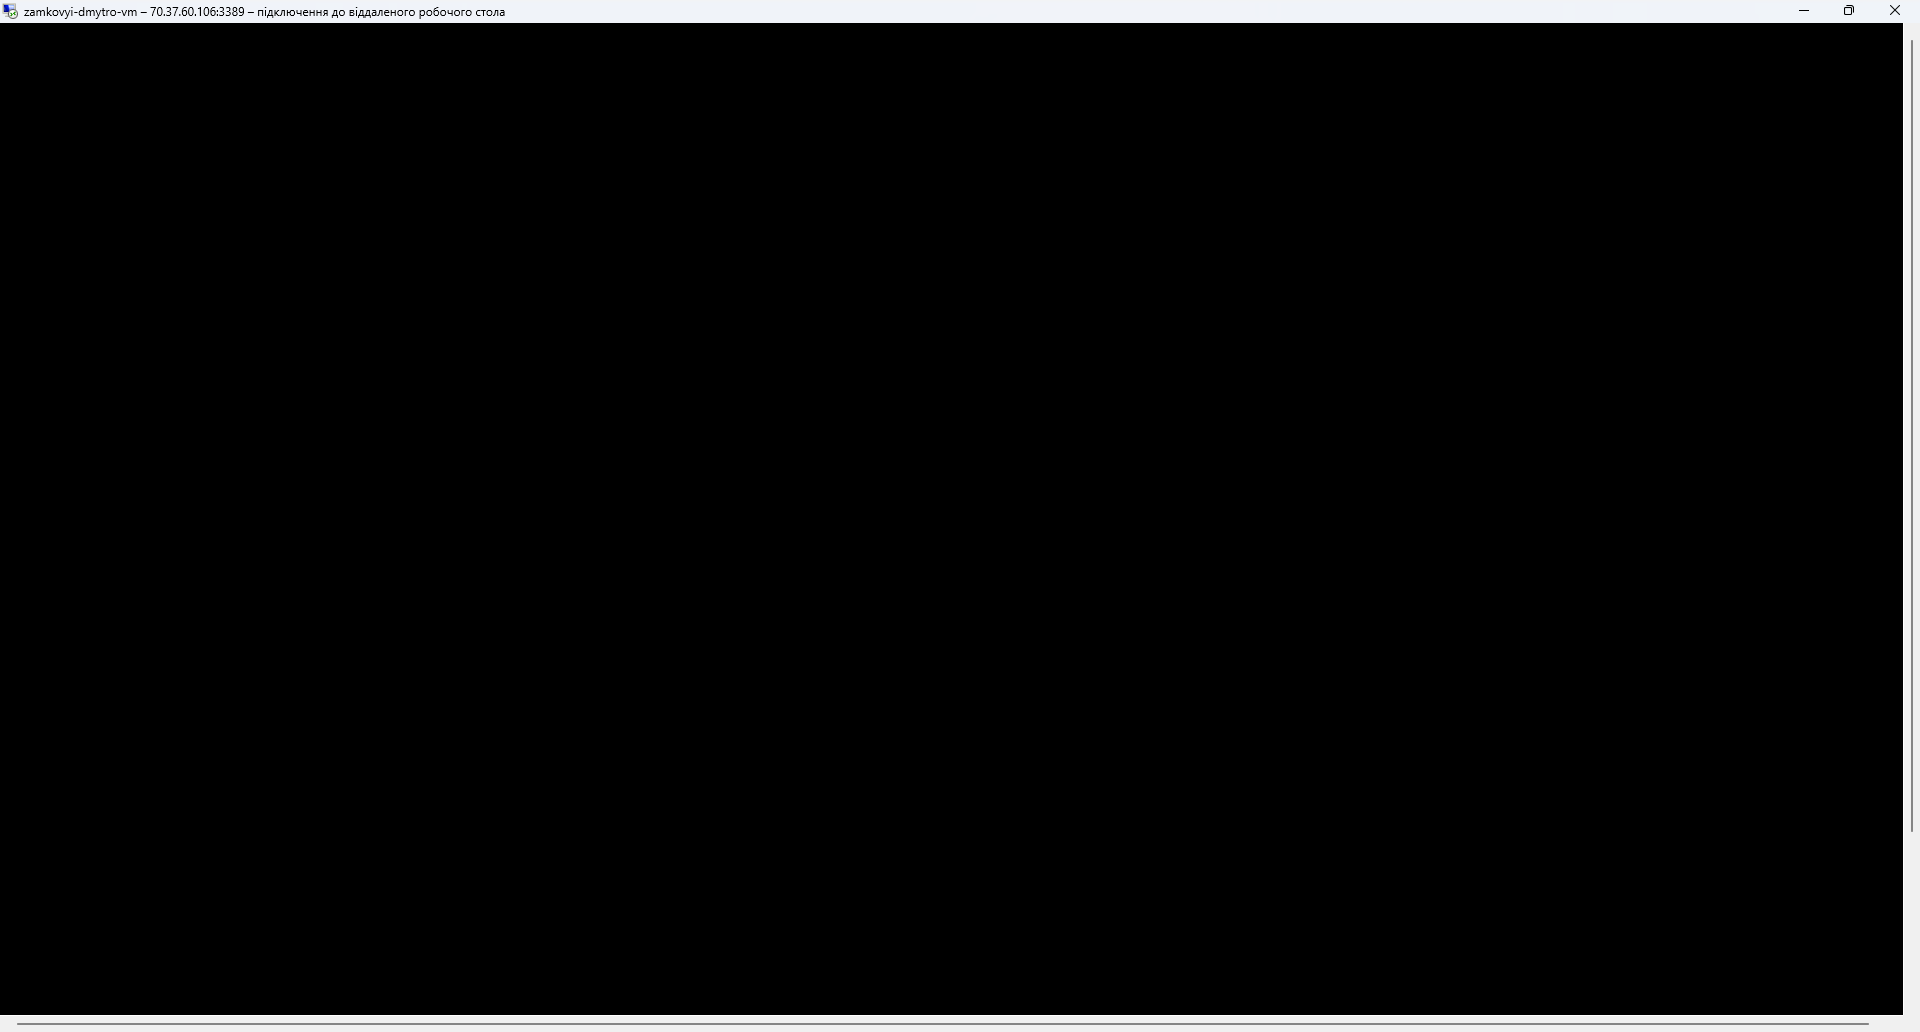 zamkovyi-dmytro-vm – 70.37.60.106:3389 – підключення до віддаленого робочого стола